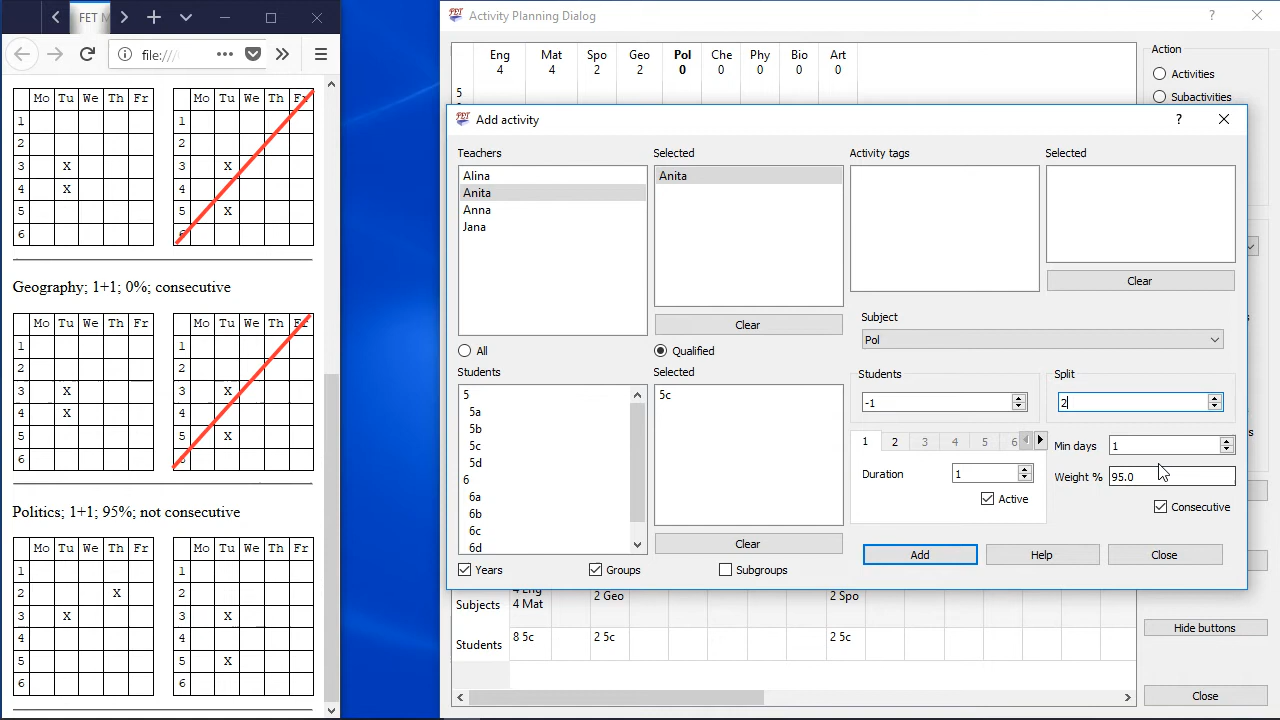 FET M
file:///
Mo Tu We Th Fr
1
2
3 X
4 X
5
6
Mo Tu We Th Fr
1
2
3 X
4
5 X
6
Geography; 1+1; 0%; consecutive
Mo Tu We Th Fr
1
2
3 X
4 X
5
6
Mo Tu We Th Fr
1
2
3 X
4
5 X
6
Politics; 1+1; 95%; not consecutive
Mo Tu We Th Fr
1
2 X
3 X
4
5
6
Mo Tu We Th Fr
1
2
3 X
4
5 X
6
FET Activity Planning Dialog
Eng Mat Spo Geo Pol Che Phy Bio Art
4 4 2 2 0 0 0 0 0
5
Action
Activities
Subactivities
FET Add activity
Teachers
Alina
Anita
Anna
Jana
All
Selected
Anita
Clear
Qualified
Activity tags
Selected
Clear
Subject
Pol
Students
5
5a
5b
5c
5d
6
6a
6b
6c
6d
Selected
5c
Clear
Years
Groups
Subgroups
Students
-1
Split
2
1 2 3 4 5 6
Duration 1
Active
Min days 1
Weight % 95.0
Consecutive
Add
Help
Close
Subjects
4 Eng
4 Mat
2 Geo
2 Spo
Students
8 5c
2 5c
2 5c
Hide buttons
Close